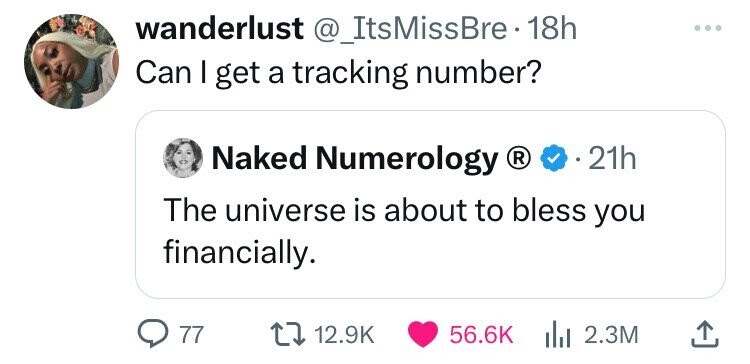 wanderlust @_ItsMissBre · 18h
Can I get a tracking number?
Naked Numerology ® · 21h
The universe is about to bless you
financially.
77 12.9K 56.6K 2.3M